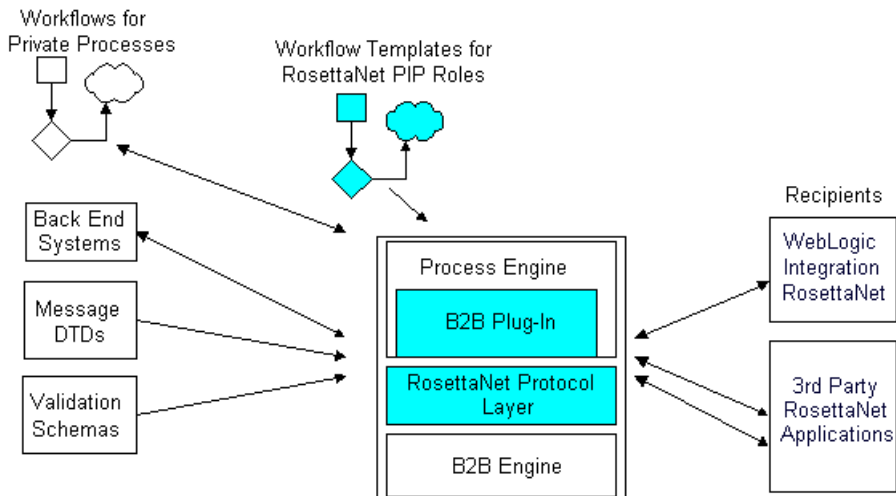 Workflows for
Private Processes
Workflow Templates for
RosettaNet PIP Roles
Back End
Systems
Message
DTDs
Validation
Schemas
Process Engine
B2B Plug-In
RosettaNet Protocol
Layer
B2B Engine
Recipients
WebLogic
Integration
RosettaNet
3rd Party
RosettaNet
Applications